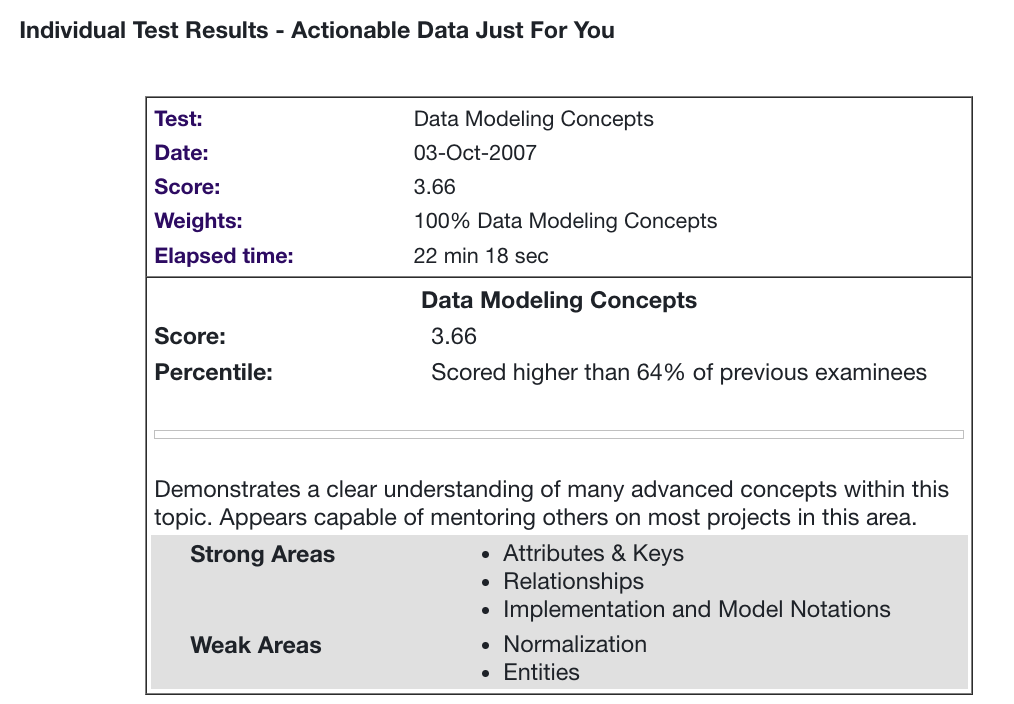 Individual Test Results - Actionable Data Just For You
Test: Data Modeling Concepts
Date: 03-Oct-2007
Score: 3.66
Weights: 100% Data Modeling Concepts
Elapsed time: 22 min 18 sec
Data Modeling Concepts
Score: 3.66
Percentile: Scored higher than 64% of previous examinees
Demonstrates a clear understanding of many advanced concepts within this
topic. Appears capable of mentoring others on most projects in this area.
Strong Areas • Attributes & Keys
• Relationships
• Implementation and Model Notations
Weak Areas • Normalization
• Entities